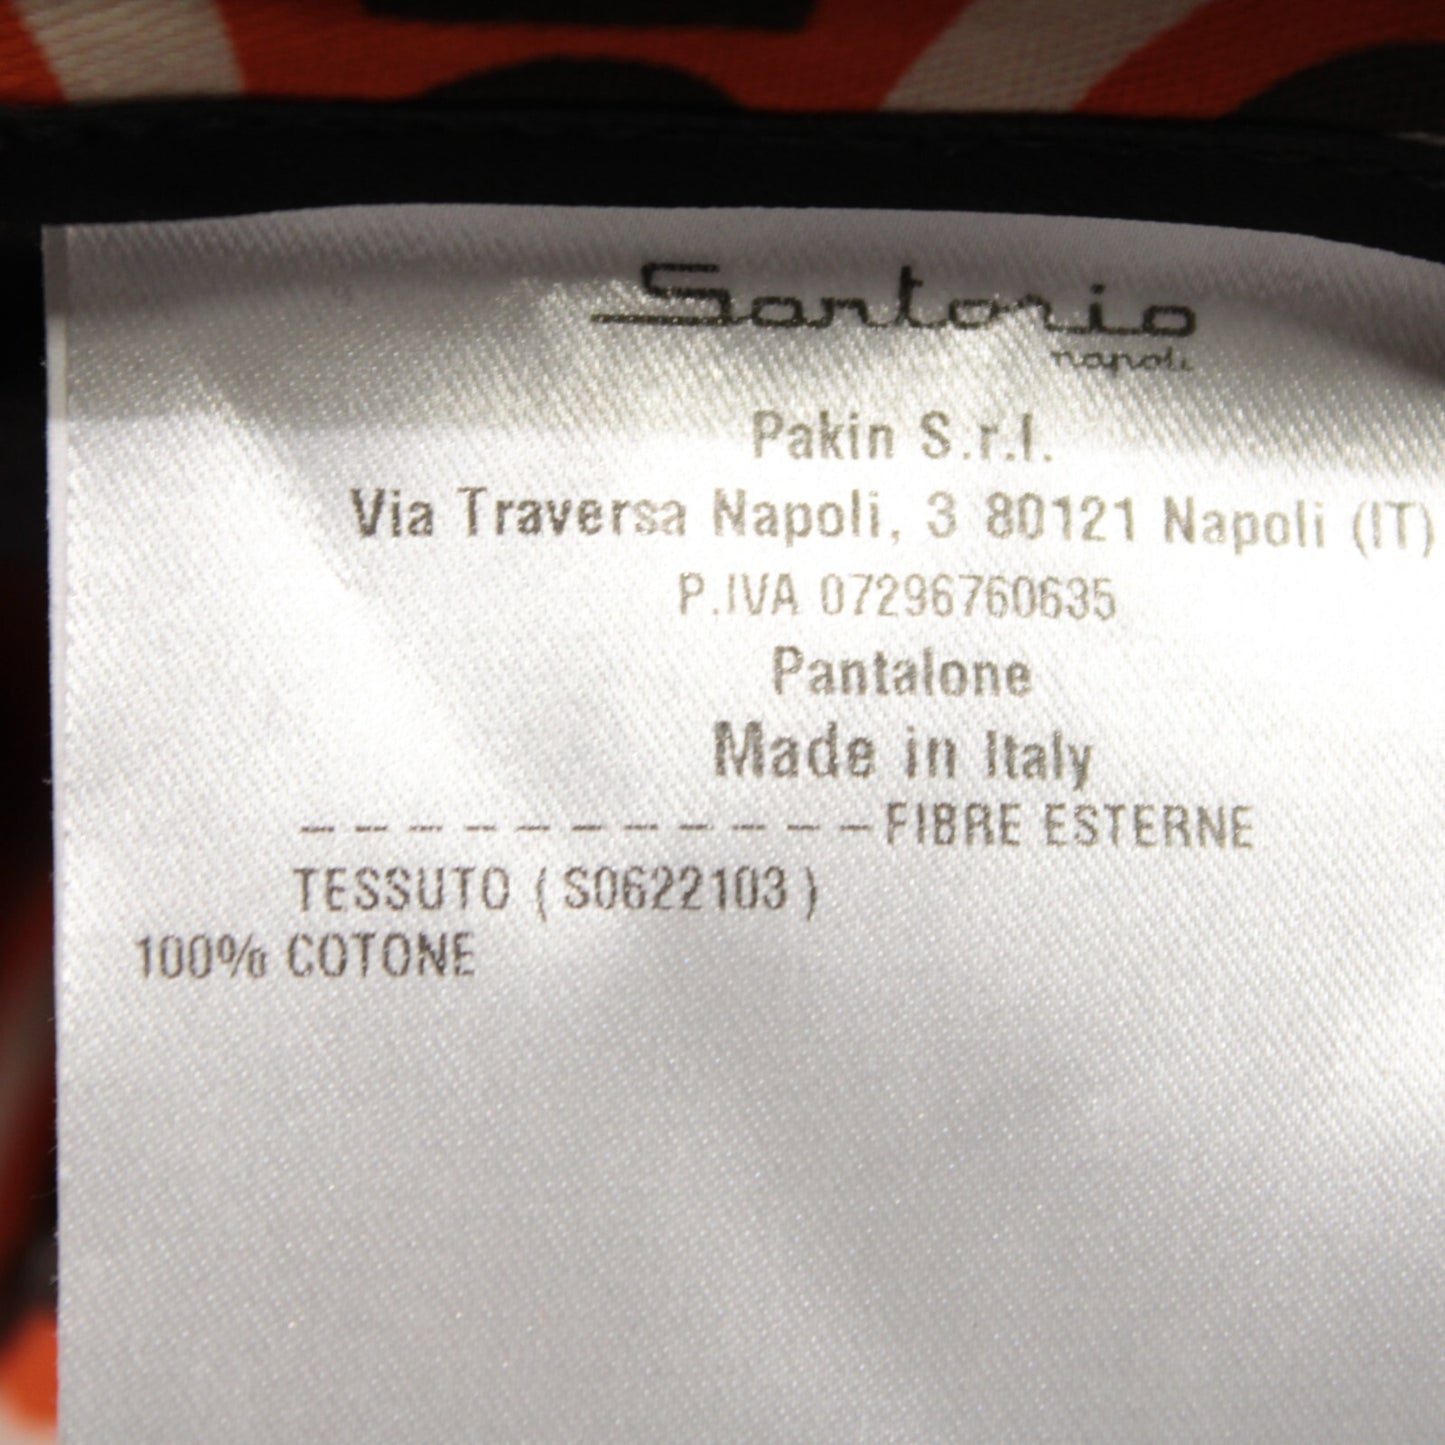 Sartorio
napoli
Pakin S.r.l.
Via Traversa Napoli, 3 80121 Napoli (IT)
P.IVA 07296760635
Pantalone
Made in Italy
-----------FIBRE ESTERNE
TESSUTO ( S0622103 )
100% COTONE